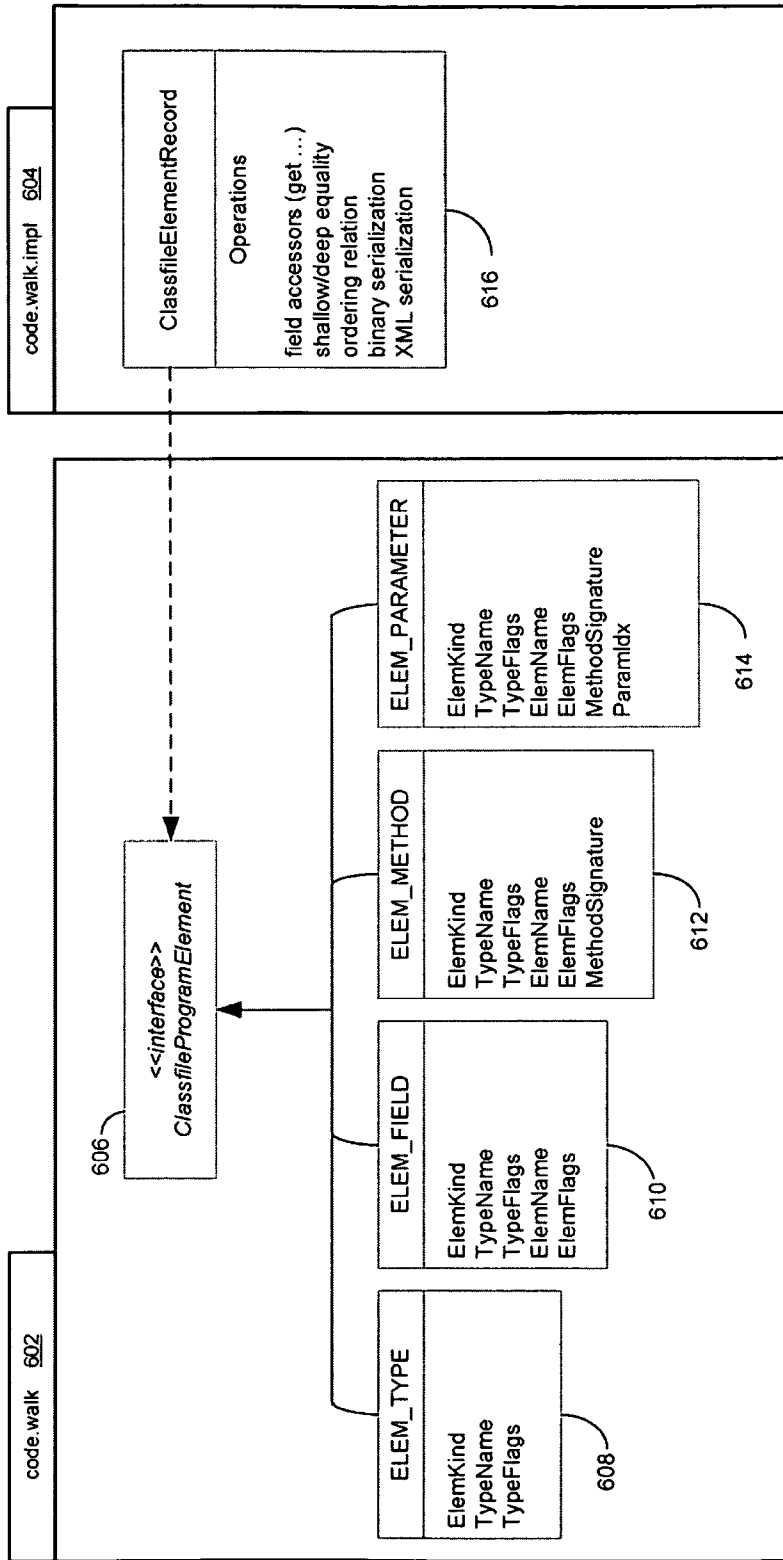 code.walk 602
606
<<interface>>
ClassfileProgramElement
ELEM_TYPE
ElemKind
TypeName
TypeFlags
608
ELEM_FIELD
ElemKind
TypeName
TypeFlags
ElemName
ElemFlags
610
ELEM_METHOD
ElemKind
TypeName
TypeFlags
ElemName
ElemFlags
MethodSignature
612
ELEM_PARAMETER
ElemKind
TypeName
TypeFlags
ElemName
ElemFlags
MethodSignature
ParamIdx
614
code.walk.impl 604
ClassfileElementRecord
Operations
field accessors (get ...)
shallow/deep equality
ordering relation
binary serialization
XML serialization
616